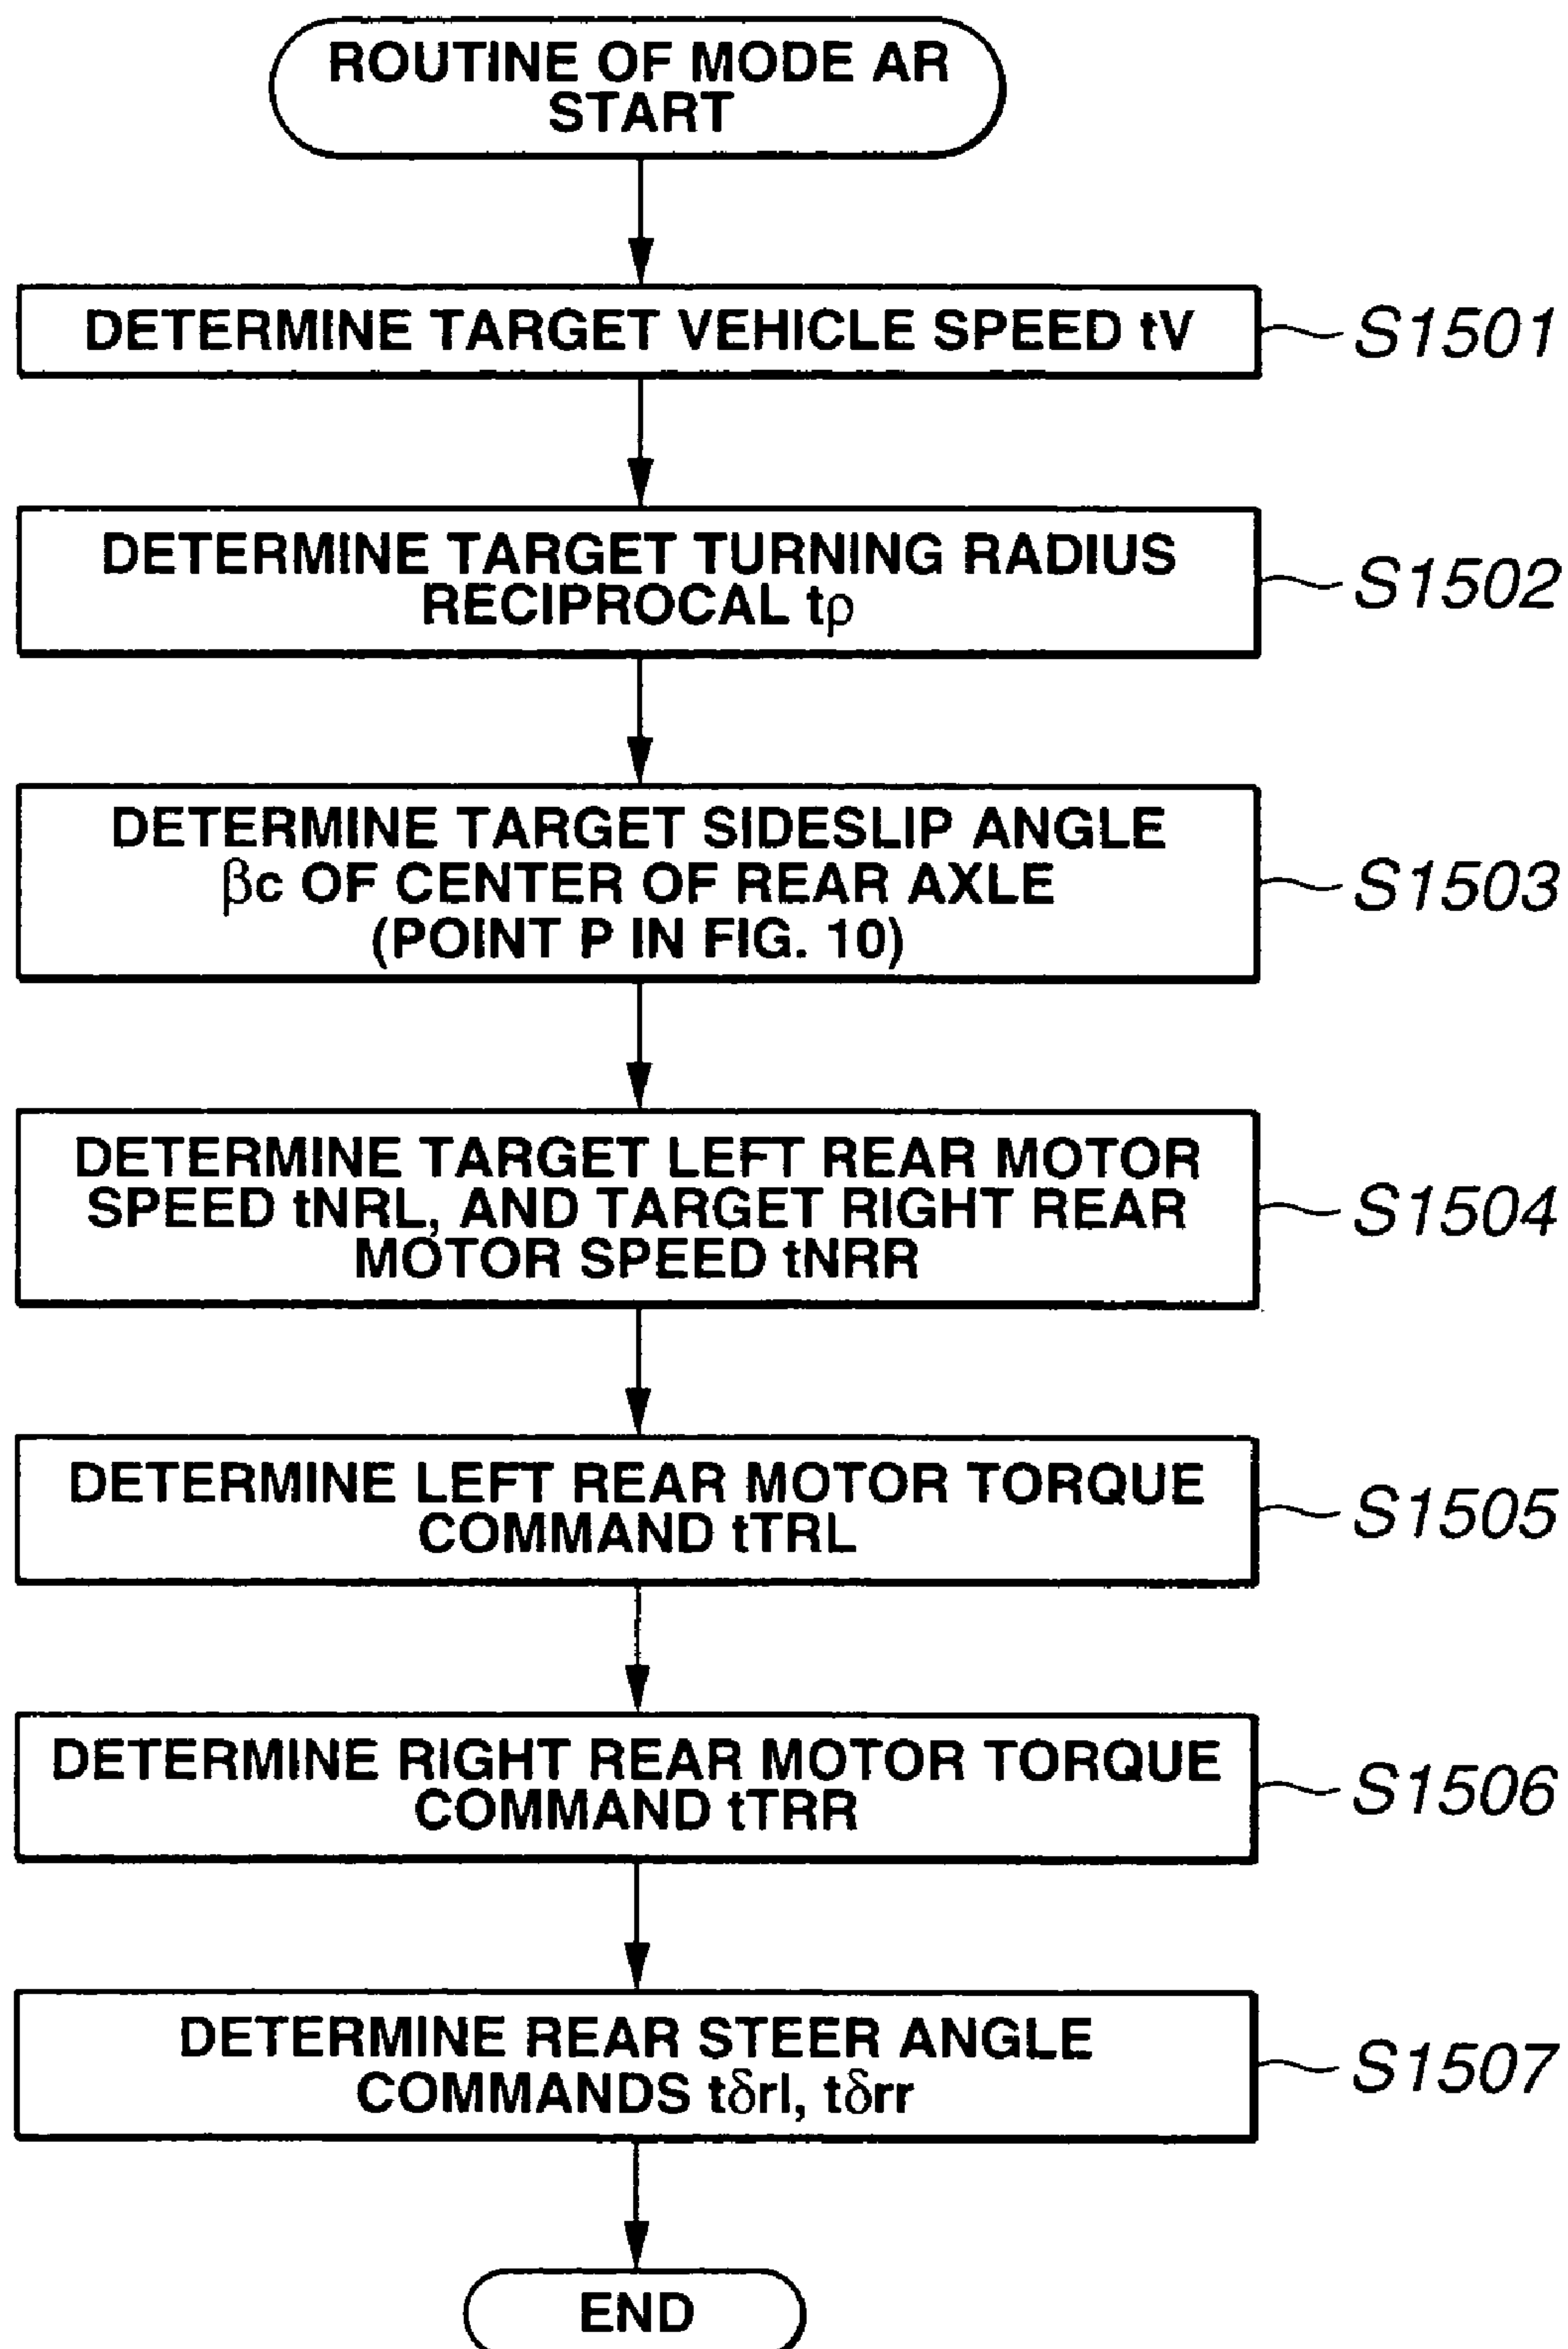 ROUTINE OF MODE AR
START
DETERMINE TARGET VEHICLE SPEED tV
S1501
DETERMINE TARGET TURNING RADIUS
RECIPROCAL tρ
S1502
DETERMINE TARGET SIDESLIP ANGLE
βc OF CENTER OF REAR AXLE
(POINT P IN FIG. 10)
S1503
DETERMINE TARGET LEFT REAR MOTOR
SPEED tNRL, AND TARGET RIGHT REAR
MOTOR SPEED tNRR
S1504
DETERMINE LEFT REAR MOTOR TORQUE
COMMAND tTRL
S1505
DETERMINE RIGHT REAR MOTOR TORQUE
COMMAND tTRR
S1506
DETERMINE REAR STEER ANGLE
COMMANDS tδrl, tδrr
S1507
END